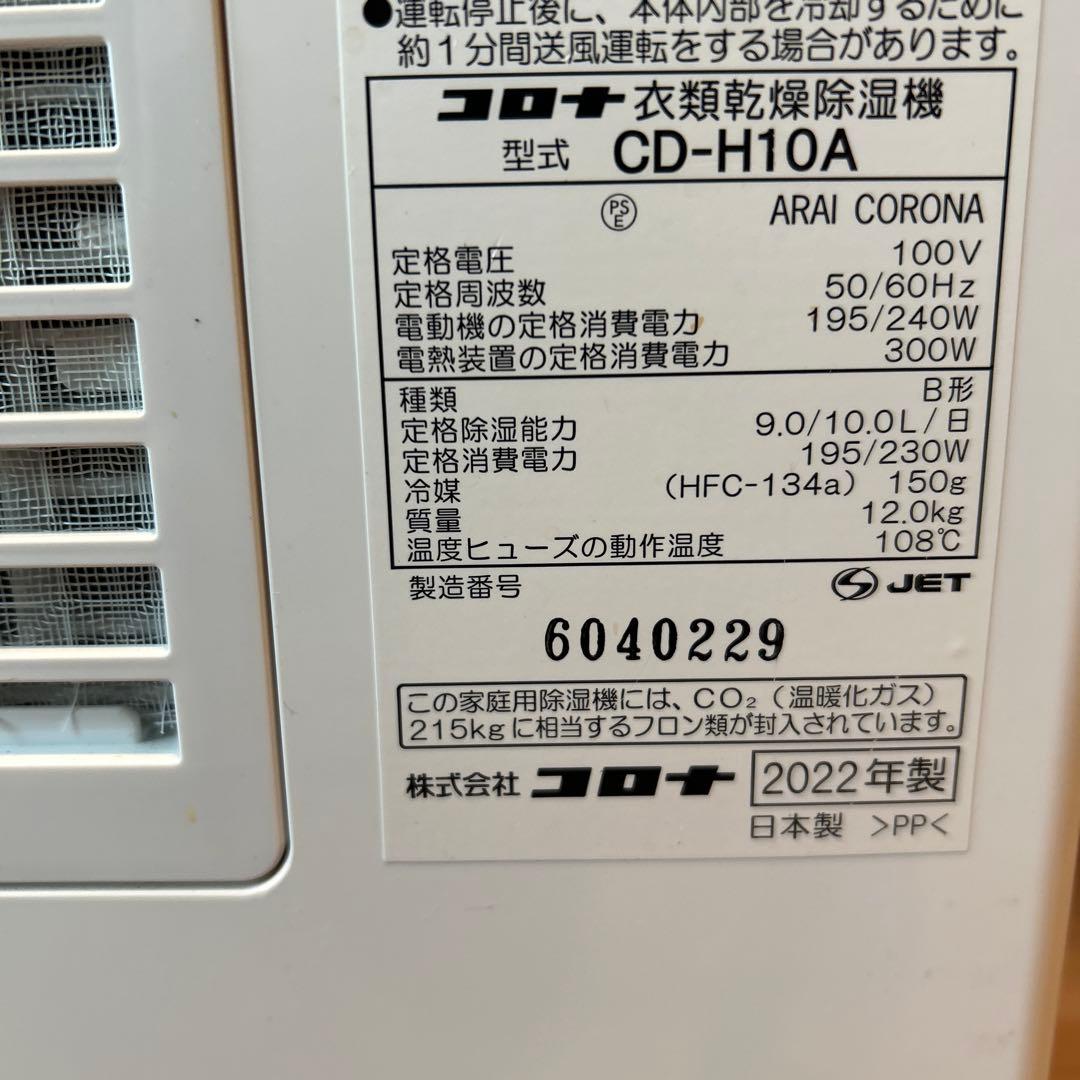 ●運転停止後に、本体内部を冷却するために
約1分間送風運転をする場合があります。
コロナ衣類乾燥除湿機
型式 CD-H10A
PSE ARAI CORONA
定格電圧 100V
定格周波数 50/60Hz
電動機の定格消費電力 195/240W
電熱装置の定格消費電力 300W
種類 B形
定格除湿能力 9.0/10.0L/日
定格消費電力 195/230W
冷媒 (HFC-134a) 150g
質量 12.0kg
温度ヒューズの動作温度 108℃
製造番号 JET
6040229
この家庭用除湿機には、CO₂(温暖化ガス)
215kgに相当するフロン類が封入されています。
株式会社 コロナ 2022年製
日本製 >PP<